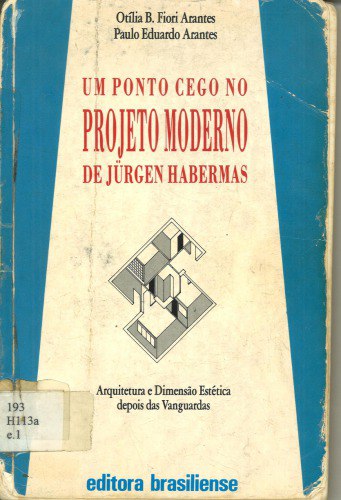 Otília B. Fiori Arantes
Paulo Eduardo Arantes
UM PONTO CEGO NO
PROJETO MODERNO
DE JÜRGEN HABERMAS
Arquitetura e Dimensão Estética
depois das Vanguardas
193
H113a
e.1
editora brasiliense